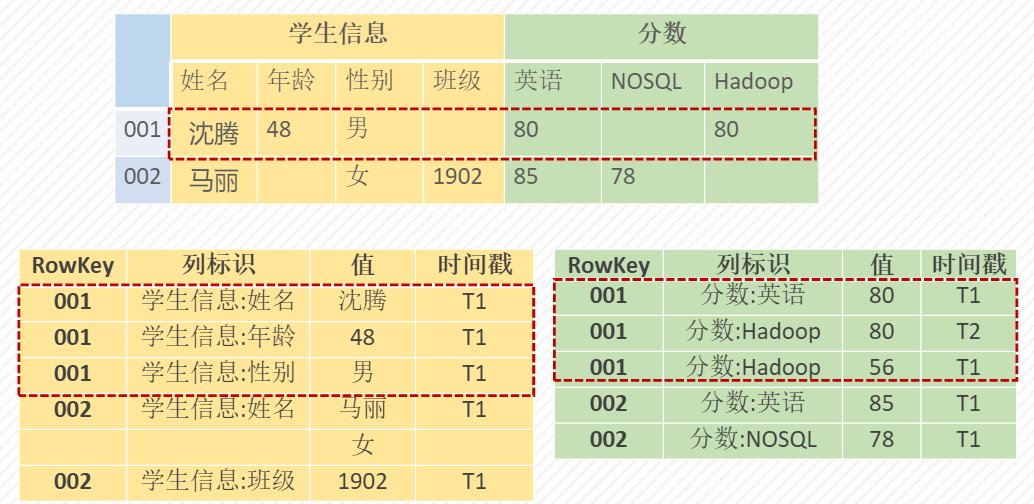 学生信息 分数
姓名 年龄 性别 班级 英语 NOSQL Hadoop
001 沈腾 48 男 80 80
002 马丽 女 1902 85 78
RowKey 列标识 值 时间戳
001 学生信息:姓名 沈腾 T1
001 学生信息:年龄 48 T1
001 学生信息:性别 男 T1
002 学生信息:姓名 马丽 T1
女
002 学生信息:班级 1902 T1
RowKey 列标识 值 时间戳
001 分数:英语 80 T1
001 分数:Hadoop 80 T2
001 分数:Hadoop 56 T1
002 分数:英语 85 T1
002 分数:NOSQL 78 T1